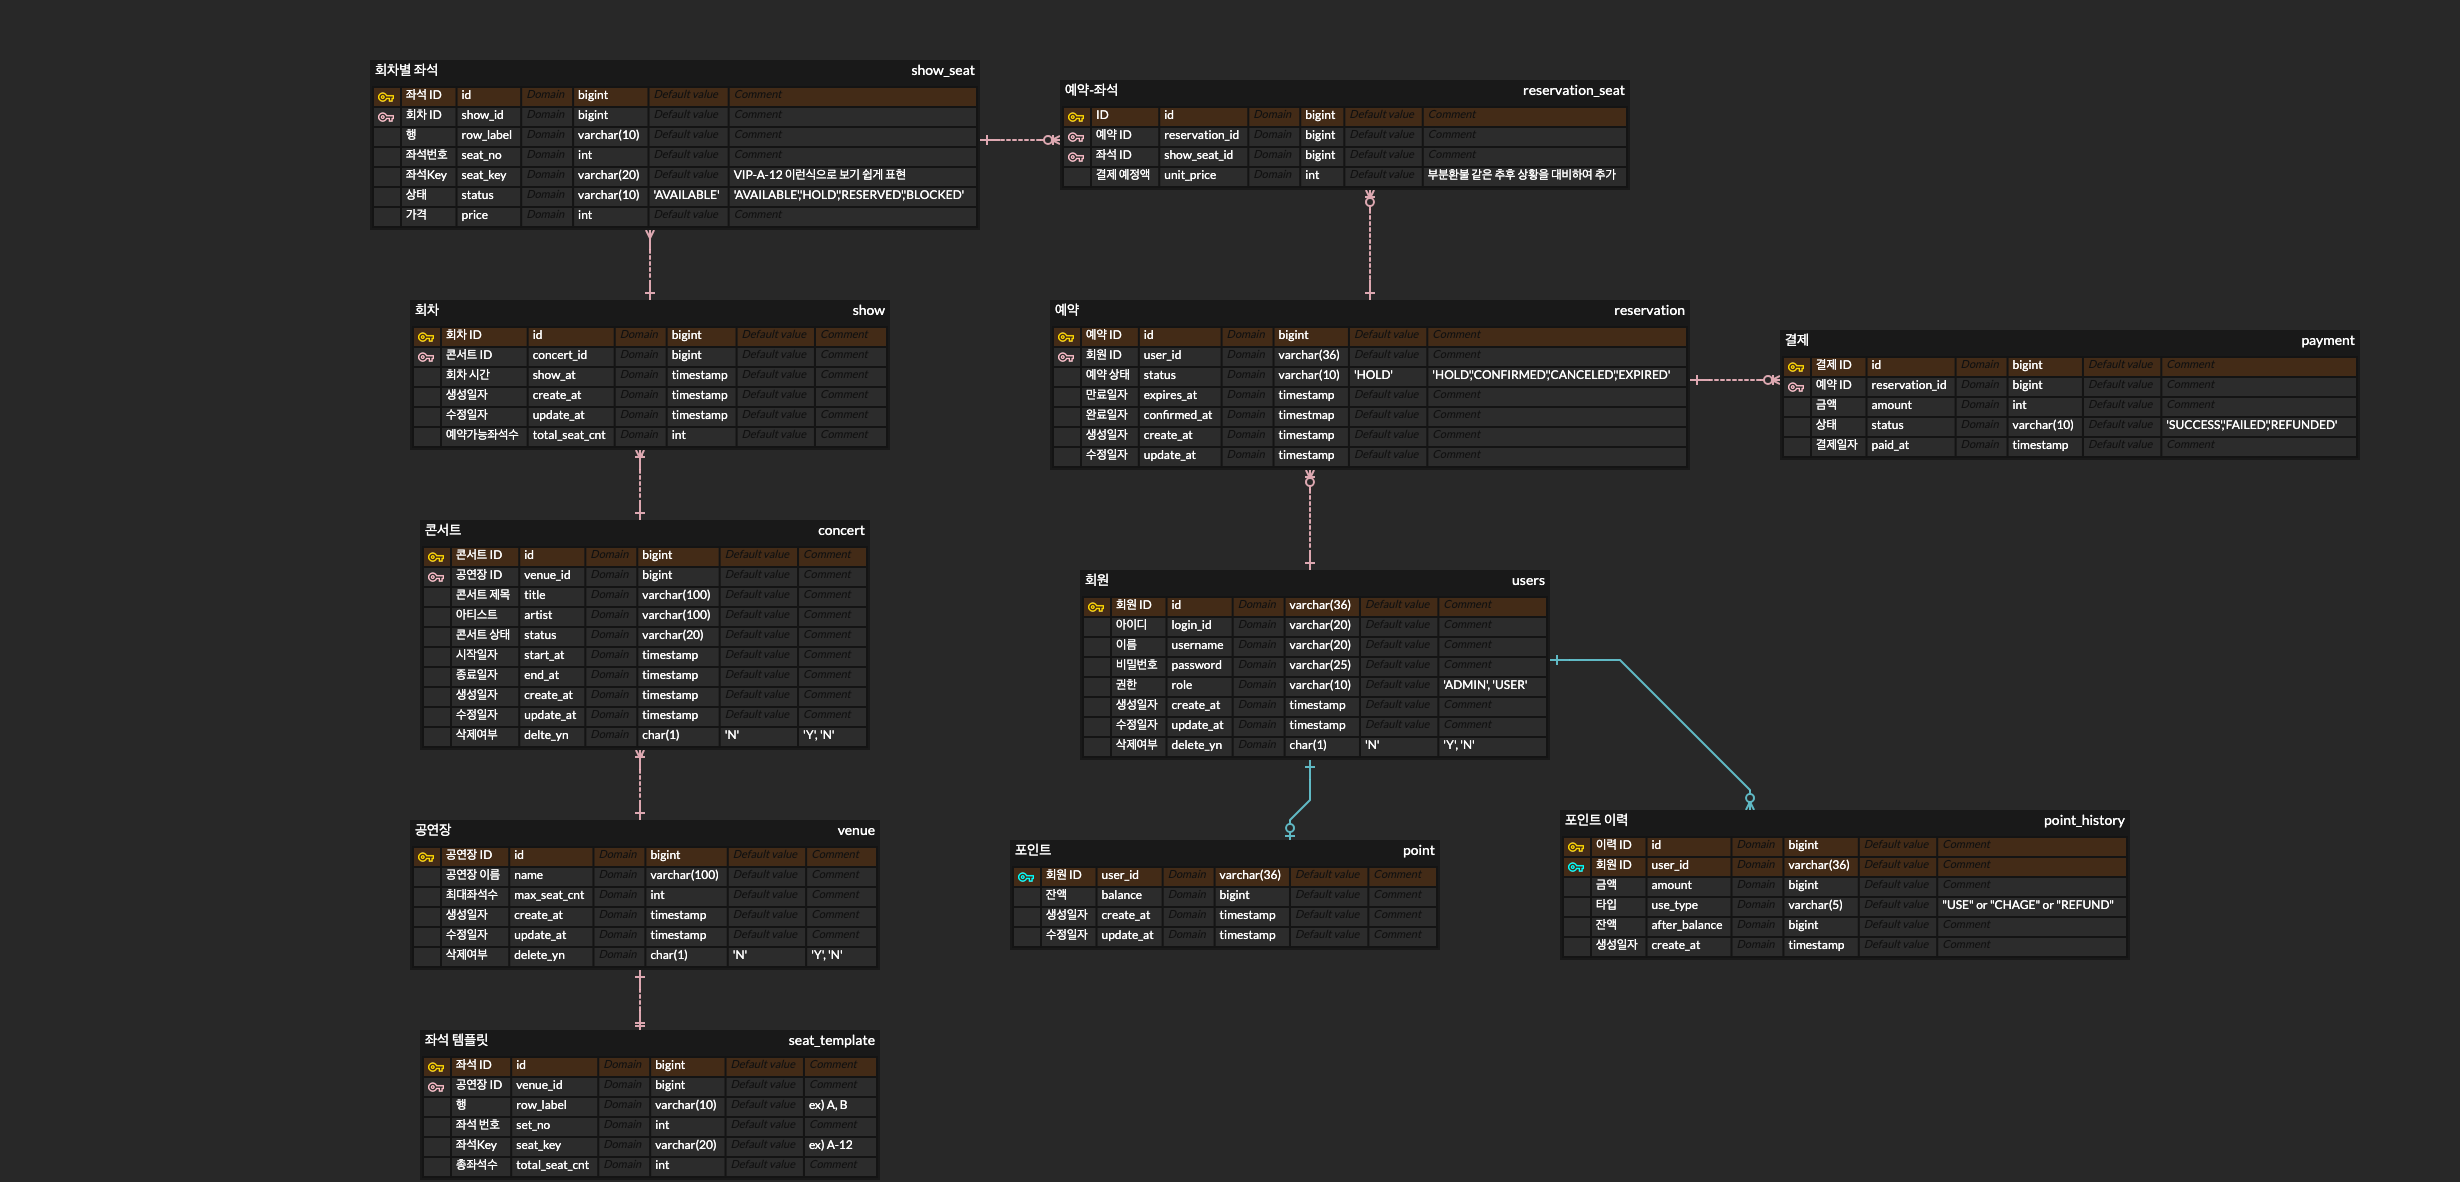 회차별 좌석 show_seat
좌석 ID id Domain bigint Default value Comment
회차 ID show_id Domain bigint Default value Comment
행 row_label Domain varchar(10) Default value Comment
좌석번호 seat_no Domain int Default value Comment
좌석Key seat_key Domain varchar(20) Default value VIP-A-12 이런식으로 보기 쉽게 표현
상태 status Domain varchar(10) 'AVAILABLE' 'AVAILABLE','HOLD','RESERVED','BLOCKED'
가격 price Domain int Default value Comment
예약-좌석 reservation_seat
ID id Domain bigint Default value Comment
예약 ID reservation_id Domain bigint Default value Comment
좌석 ID show_seat_id Domain bigint Default value Comment
결제 예정액 unit_price Domain int Default value 부분환불 같은 추후 상황을 대비하여 추가
회차 show
회차 ID id Domain bigint Default value Comment
콘서트 ID concert_id Domain bigint Default value Comment
회차 시간 show_at Domain timestamp Default value Comment
생성일자 create_at Domain timestamp Default value Comment
수정일자 update_at Domain timestamp Default value Comment
예약가능좌석수 total_seat_cnt Domain int Default value Comment
예약 reservation
예약 ID id Domain bigint Default value Comment
회원 ID user_id Domain varchar(36) Default value Comment
예약 상태 status Domain varchar(10) 'HOLD' 'HOLD','CONFIRMED','CANCELED','EXPIRED'
만료일자 expires_at Domain timestamp Default value Comment
완료일자 confirmed_at Domain timestmap Default value Comment
생성일자 create_at Domain timestamp Default value Comment
수정일자 update_at Domain timestamp Default value Comment
결제 payment
결제 ID id Domain bigint Default value Comment
예약 ID reservation_id Domain bigint Default value Comment
금액 amount Domain int Default value Comment
상태 status Domain varchar(10) Default value 'SUCCESS','FAILED','REFUNDED'
결제일자 paid_at Domain timestamp Default value Comment
콘서트 concert
콘서트 ID id Domain bigint Default value Comment
공연장 ID venue_id Domain bigint Default value Comment
콘서트 제목 title Domain varchar(100) Default value Comment
아티스트 artist Domain varchar(100) Default value Comment
콘서트 상태 status Domain varchar(20) Default value Comment
시작일자 start_at Domain timestamp Default value Comment
종료일자 end_at Domain timestamp Default value Comment
생성일자 create_at Domain timestamp Default value Comment
수정일자 update_at Domain timestamp Default value Comment
삭제여부 delte_yn Domain char(1) 'N' 'Y', 'N'
회원 users
회원 ID id Domain varchar(36) Default value Comment
아이디 login_id Domain varchar(20) Default value Comment
이름 username Domain varchar(20) Default value Comment
비밀번호 password Domain varchar(25) Default value Comment
권한 role Domain varchar(10) Default value 'ADMIN', 'USER'
생성일자 create_at Domain timestamp Default value Comment
수정일자 update_at Domain timestamp Default value Comment
삭제여부 delete_yn Domain char(1) 'N' 'Y', 'N'
공연장 venue
공연장 ID id Domain bigint Default value Comment
공연장 이름 name Domain varchar(100) Default value Comment
최대좌석수 max_seat_cnt Domain int Default value Comment
생성일자 create_at Domain timestamp Default value Comment
수정일자 update_at Domain timestamp Default value Comment
삭제여부 delete_yn Domain char(1) 'N' 'Y', 'N'
포인트 point
회원 ID user_id Domain varchar(36) Default value Comment
잔액 balance Domain bigint Default value Comment
생성일자 create_at Domain timestamp Default value Comment
수정일자 update_at Domain timestamp Default value Comment
포인트 이력 point_history
이력 ID id Domain bigint Default value Comment
회원 ID user_id Domain varchar(36) Default value Comment
금액 amount Domain bigint Default value Comment
타입 use_type Domain varchar(5) Default value "USE" or "CHAGE" or "REFUND"
잔액 after_balance Domain bigint Default value Comment
생성일자 create_at Domain timestamp Default value Comment
좌석 템플릿 seat_template
좌석 ID id Domain bigint Default value Comment
공연장 ID venue_id Domain bigint Default value Comment
행 row_label Domain varchar(10) Default value ex) A, B
좌석 번호 set_no Domain int Default value Comment
좌석Key seat_key Domain varchar(20) Default value ex) A-12
총좌석수 total_seat_cnt Domain int Default value Comment